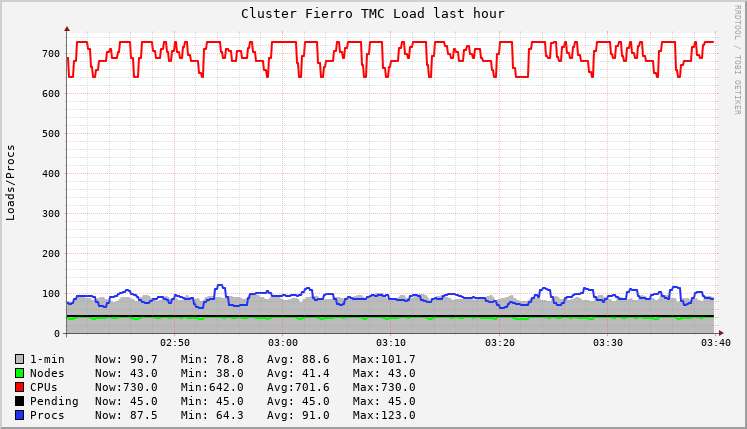 Cluster Fierro TMC Load last hour
RRDTOOL / TOBI OETIKER
Loads/Procs
700
600
500
400
300
200
100
0
02:50 03:00 03:10 03:20 03:30 03:40
1-min Now: 90.7 Min: 78.8 Avg: 88.6 Max:101.7
Nodes Now: 43.0 Min: 38.0 Avg: 41.4 Max: 43.0
CPUs Now:730.0 Min:642.0 Avg:701.6 Max:730.0
Pending Now: 45.0 Min: 45.0 Avg: 45.0 Max: 45.0
Procs Now: 87.5 Min: 64.3 Avg: 91.0 Max:123.0